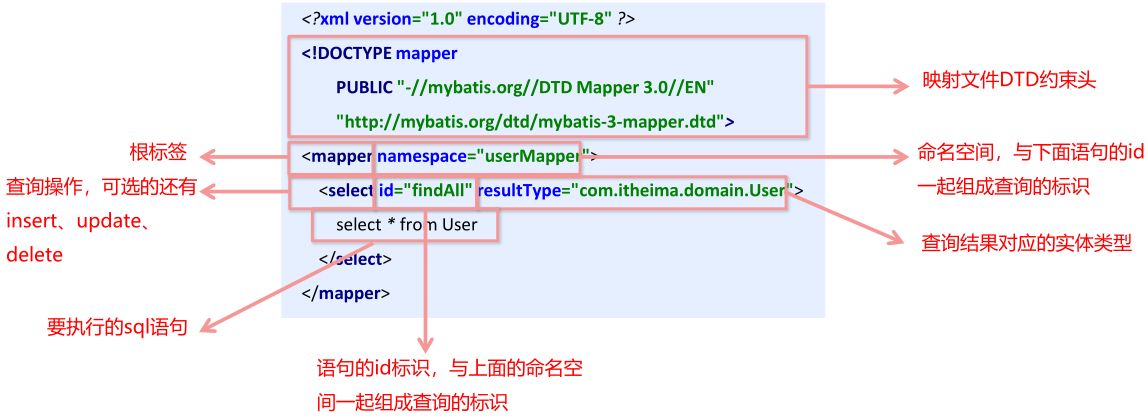 <?xml version="1.0" encoding="UTF-8" ?>
<!DOCTYPE mapper
PUBLIC "-//mybatis.org//DTD Mapper 3.0//EN"
"http://mybatis.org/dtd/mybatis-3-mapper.dtd">
映射文件DTD约束头
根标签
<mapper namespace="userMapper">
命名空间，与下面语句的id
一起组成查询的标识
查询操作，可选的还有
insert、update、
delete
<select id="findAll" resultType="com.itheima.domain.User">
select * from User
查询结果对应的实体类型
</select>
</mapper>
要执行的sql语句
语句的id标识，与上面的命名空
间一起组成查询的标识